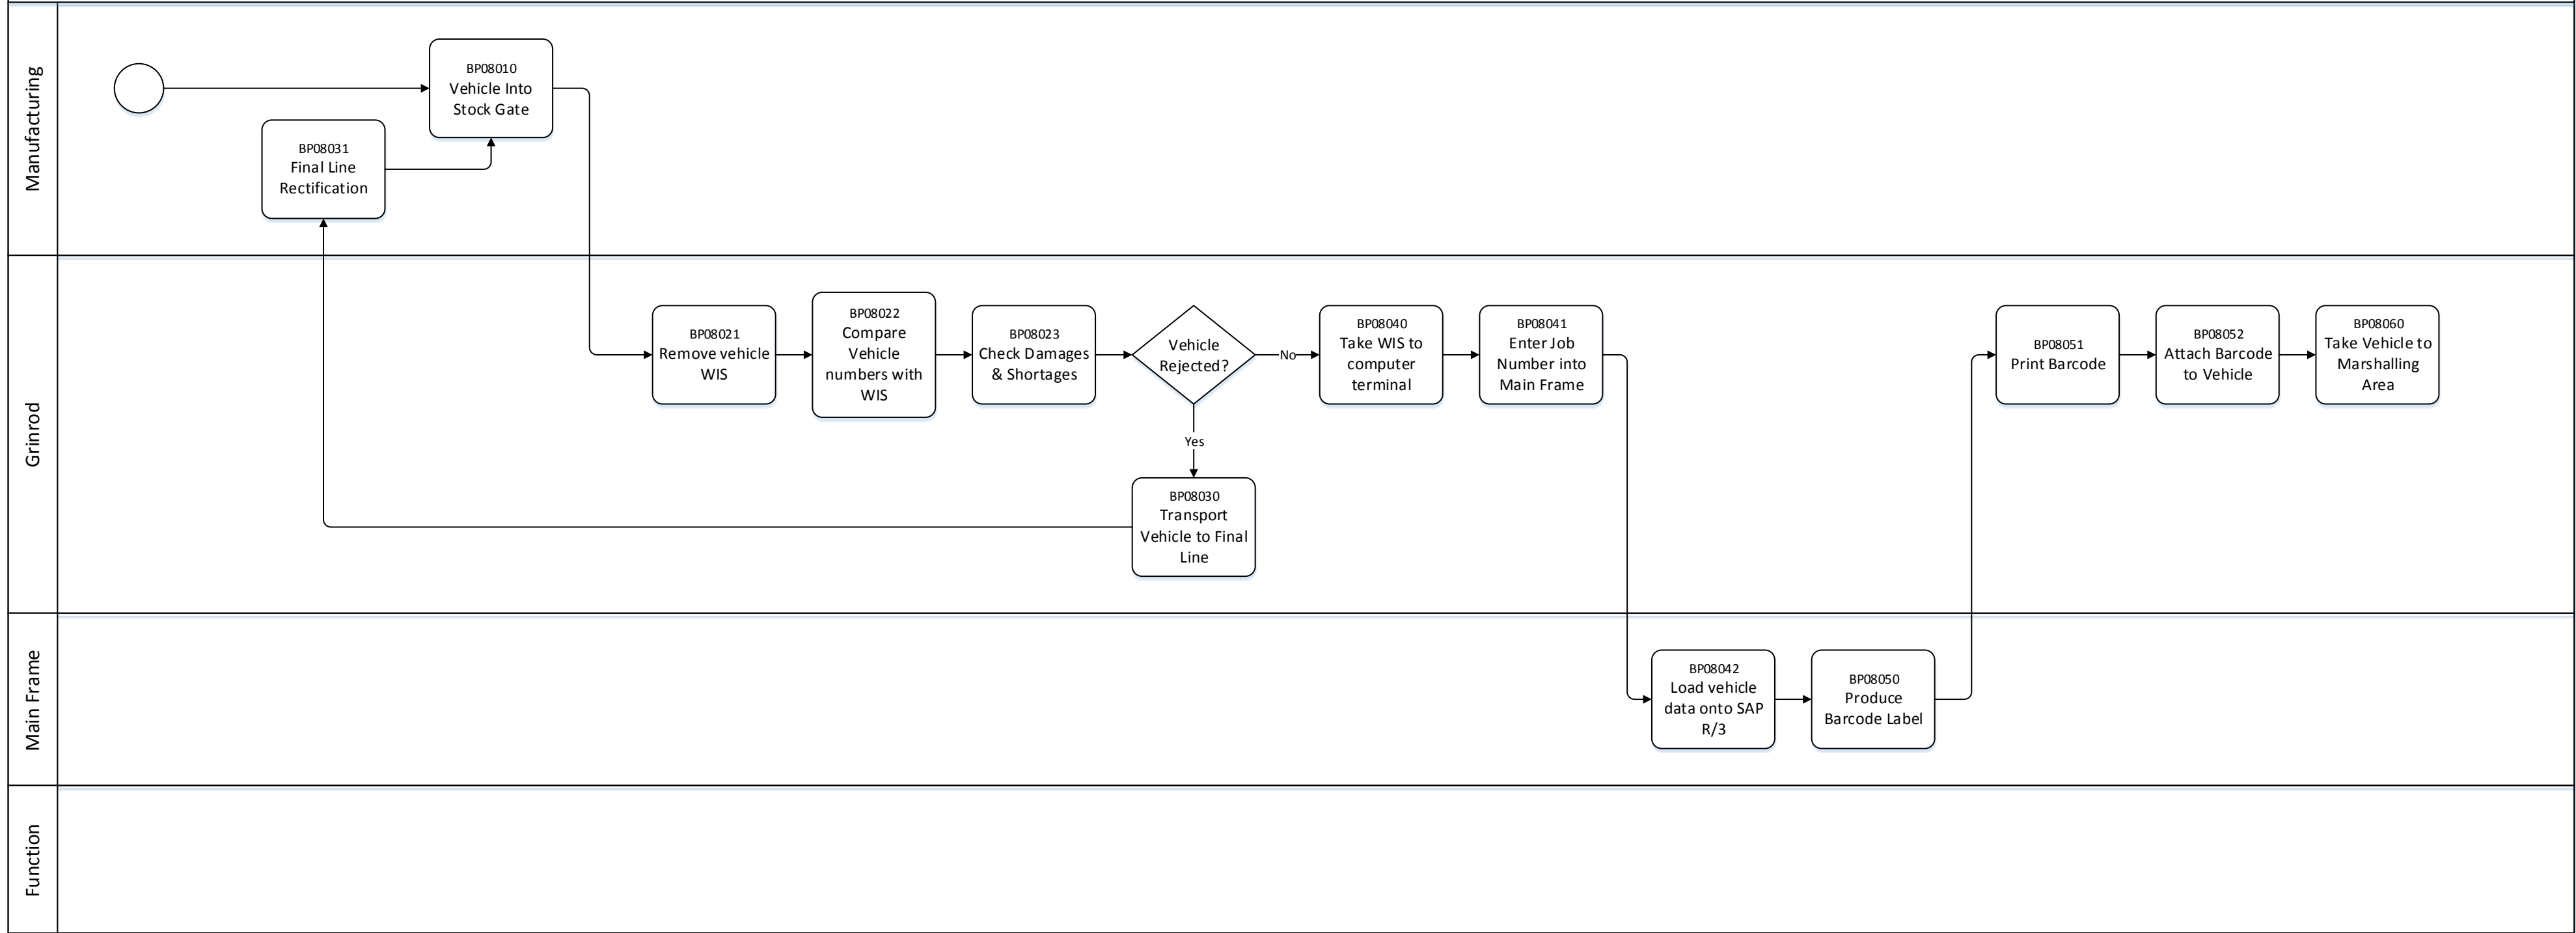 Manufacturing
BP08010
Vehicle Into
Stock Gate
BP08031
Final Line
Rectification
Grinrod
BP08021
Remove vehicle
WIS
BP08022
Compare
Vehicle
numbers with
WIS
BP08023
Check Damages
& Shortages
Vehicle
Rejected?
No
BP08040
Take WIS to
computer
terminal
BP08041
Enter Job
Number into
Main Frame
BP08051
Print Barcode
BP08052
Attach Barcode
to Vehicle
BP08060
Take Vehicle to
Marshalling
Area
Yes
BP08030
Transport
Vehicle to Final
Line
Main Frame
BP08042
Load vehicle
data onto SAP
R/3
BP08050
Produce
Barcode Label
Function